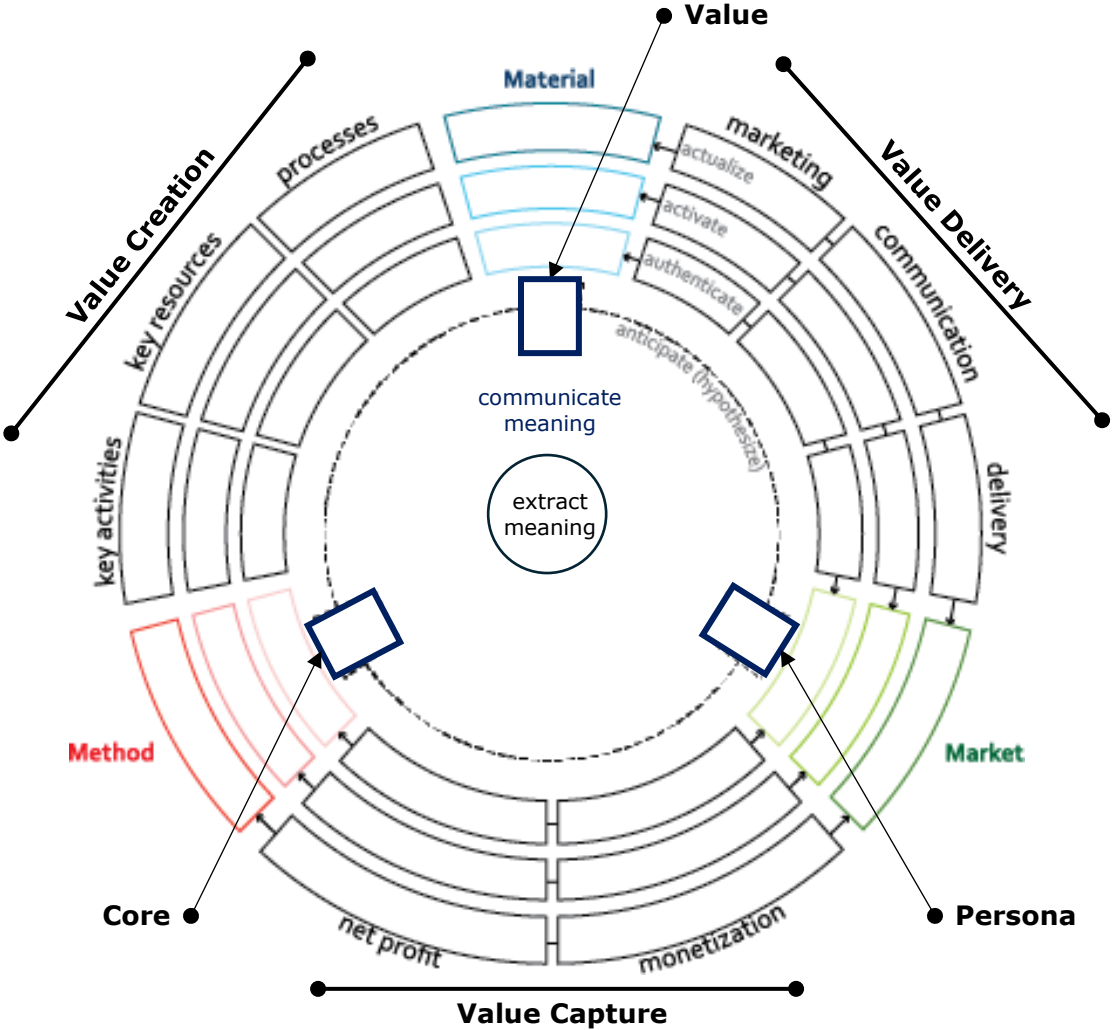 Value
Material
processes
marketing
actualize
activate
authenticate
anticipate (hypothesize)
Value Creation
Value Delivery
key resources
communication
key activities
delivery
communicate
meaning
extract
meaning
Method
Market
Core
Persona
net profit
monetization
Value Capture